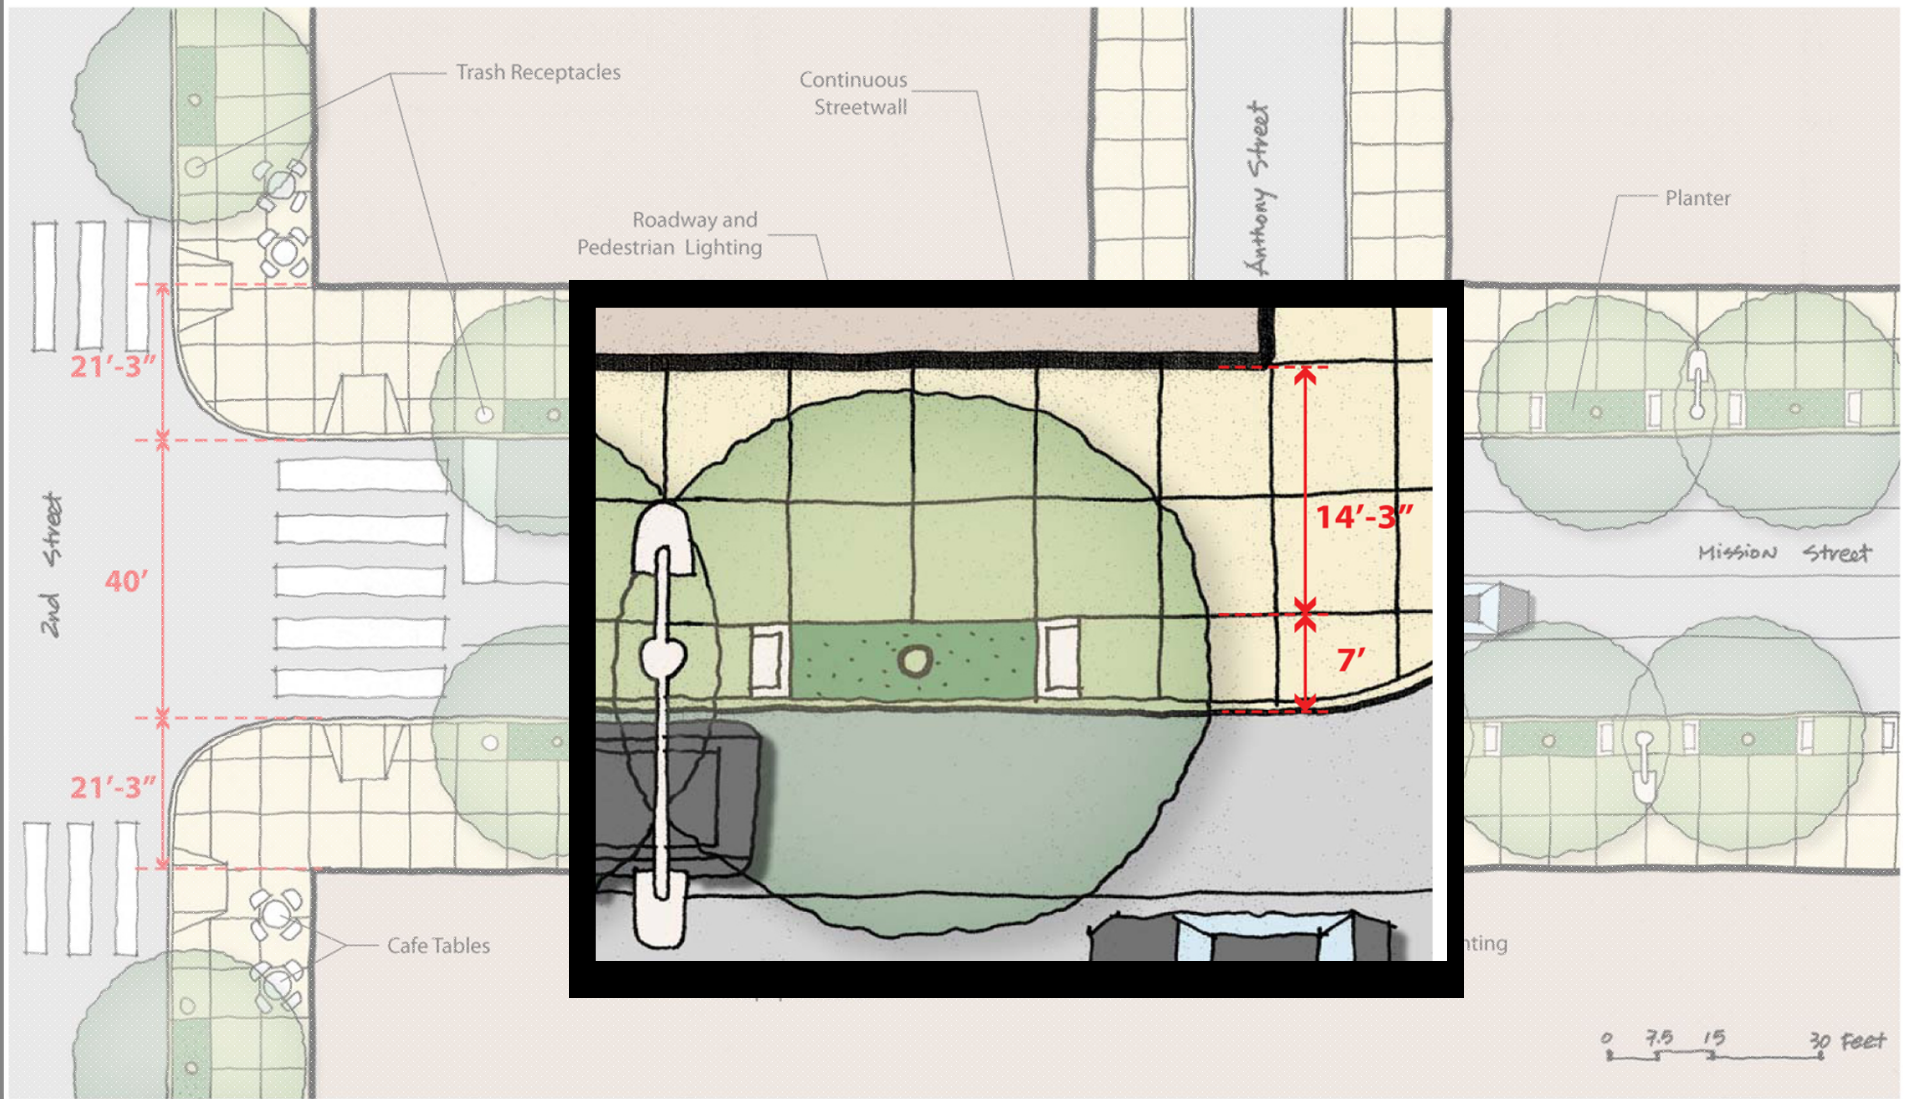 Trash Receptacles
Continuous
Streetwall
Anthony Street
Planter
Roadway and
Pedestrian Lighting
21'-3"
2nd Street
40'
21'-3"
14'-3"
7'
Mission Street
Cafe Tables
0 7.5 15 30 Feet